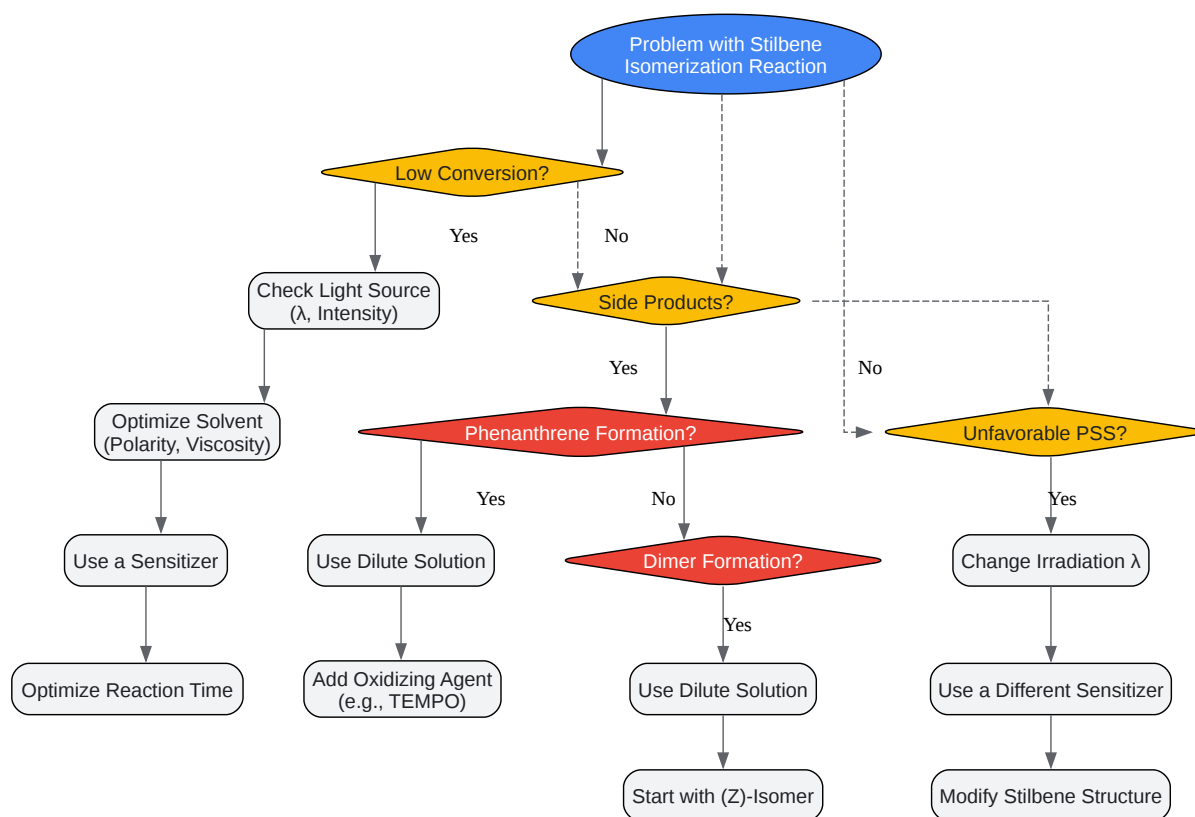 Problem with Stilbene
Isomerization Reaction
Low Conversion?
Yes
No
Check Light Source
(λ, Intensity)
Side Products?
Yes
No
Optimize Solvent
(Polarity, Viscosity)
Phenanthrene Formation?
Unfavorable PSS?
Yes
No
Yes
Use a Sensitizer
Use Dilute Solution
Dimer Formation?
Change Irradiation λ
Yes
Optimize Reaction Time
Add Oxidizing Agent
(e.g., TEMPO)
Use Dilute Solution
Use a Different Sensitizer
Start with (Z)-Isomer
Modify Stilbene Structure